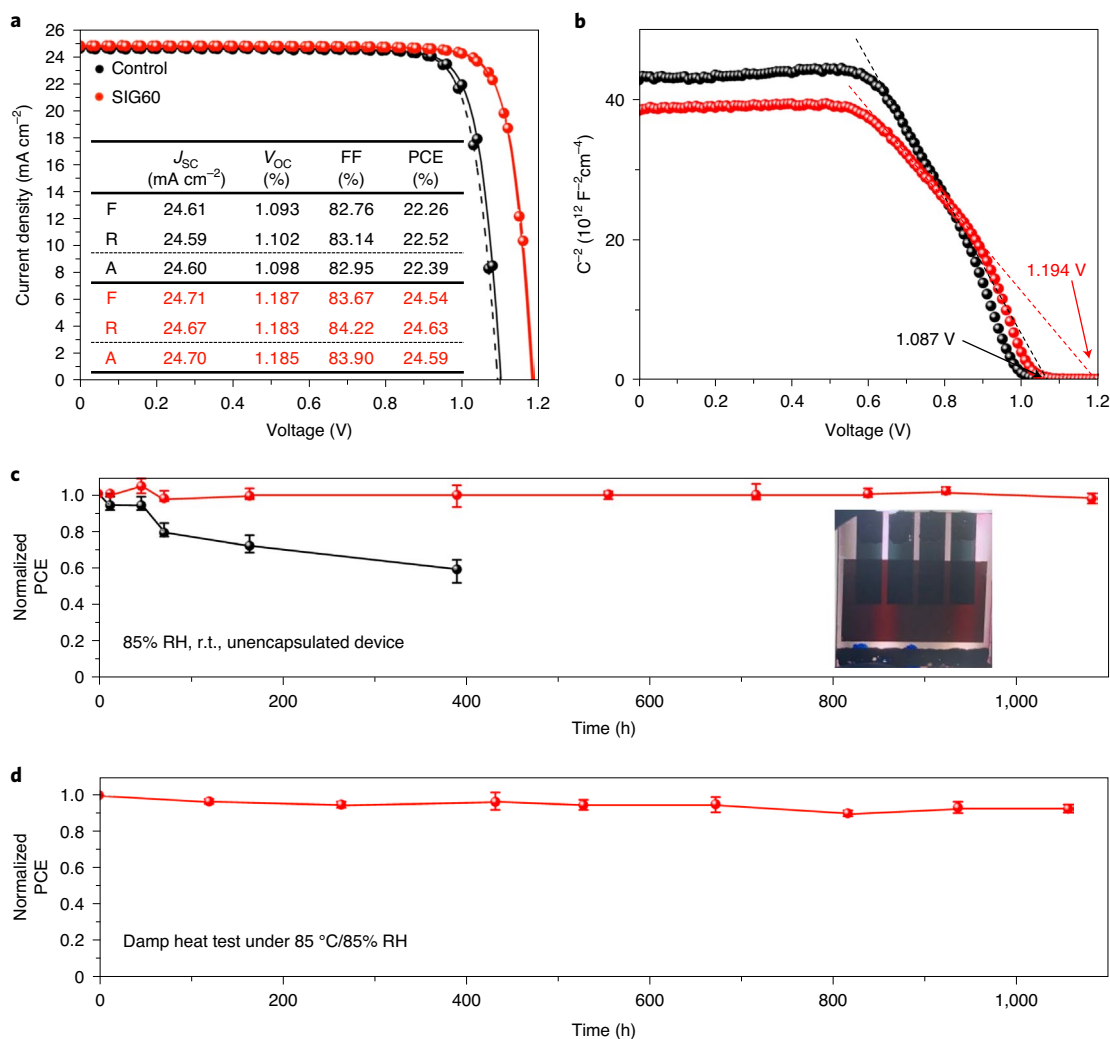 a
26
24
22
20
18
16
14
12
10
8
6
4
2
0
Current density (mA cm⁻²)
Control
SIG60
J_SC V_OC FF PCE
(mA cm⁻²) (%) (%) (%)
F 24.61 1.093 82.76 22.26
R 24.59 1.102 83.14 22.52
A 24.60 1.098 82.95 22.39
F 24.71 1.187 83.67 24.54
R 24.67 1.183 84.22 24.63
A 24.70 1.185 83.90 24.59
0 0.2 0.4 0.6 0.8 1.0 1.2
Voltage (V)
b
40
20
0
C⁻² (10¹² F⁻²cm⁻⁴)
1.194 V
1.087 V
0 0.2 0.4 0.6 0.8 1.0 1.2
Voltage (V)
c
1.0
0.8
0.6
0.4
0.2
0
Normalized
PCE
85% RH, r.t., unencapsulated device
0 200 400 600 800 1,000
Time (h)
d
1.0
0.8
0.6
0.4
0.2
0
Normalized
PCE
Damp heat test under 85 °C/85% RH
0 200 400 600 800 1,000
Time (h)